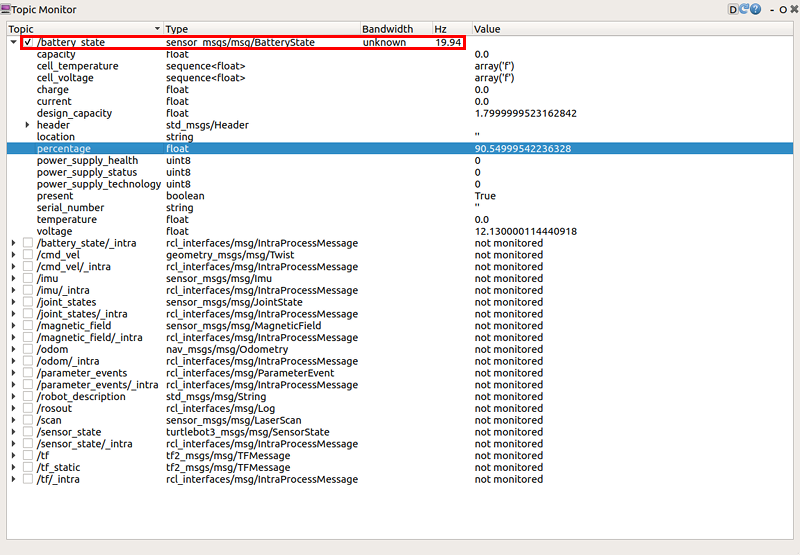 Topic Monitor D C ? - O ✖
Topic Type Bandwidth Hz Value
/battery_state sensor_msgs/msg/BatteryState unknown 19.94
capacity float 0.0
cell_temperature sequence<float> array('f')
cell_voltage sequence<float> array('f')
charge float 0.0
current float 0.0
design_capacity float 1.7999999523162842
header std_msgs/Header
location string ''
percentage float 90.54999542236328
power_supply_health uint8 0
power_supply_status uint8 0
power_supply_technology uint8 0
present boolean True
serial_number string ''
temperature float 0.0
voltage float 12.130000114440918
/battery_state/_intra rcl_interfaces/msg/IntraProcessMessage not monitored
/cmd_vel geometry_msgs/msg/Twist not monitored
/cmd_vel/_intra rcl_interfaces/msg/IntraProcessMessage not monitored
/imu sensor_msgs/msg/Imu not monitored
/imu/_intra rcl_interfaces/msg/IntraProcessMessage not monitored
/joint_states sensor_msgs/msg/JointState not monitored
/joint_states/_intra rcl_interfaces/msg/IntraProcessMessage not monitored
/magnetic_field sensor_msgs/msg/MagneticField not monitored
/magnetic_field/_intra rcl_interfaces/msg/IntraProcessMessage not monitored
/odom nav_msgs/msg/Odometry not monitored
/odom/_intra rcl_interfaces/msg/IntraProcessMessage not monitored
/parameter_events rcl_interfaces/msg/ParameterEvent not monitored
/parameter_events/_intra rcl_interfaces/msg/IntraProcessMessage not monitored
/robot_description std_msgs/msg/String not monitored
/rosout rcl_interfaces/msg/Log not monitored
/scan sensor_msgs/msg/LaserScan not monitored
/sensor_state turtlebot3_msgs/msg/SensorState not monitored
/sensor_state/_intra rcl_interfaces/msg/IntraProcessMessage not monitored
/tf tf2_msgs/msg/TFMessage not monitored
/tf_static tf2_msgs/msg/TFMessage not monitored
/tf/_intra rcl_interfaces/msg/IntraProcessMessage not monitored